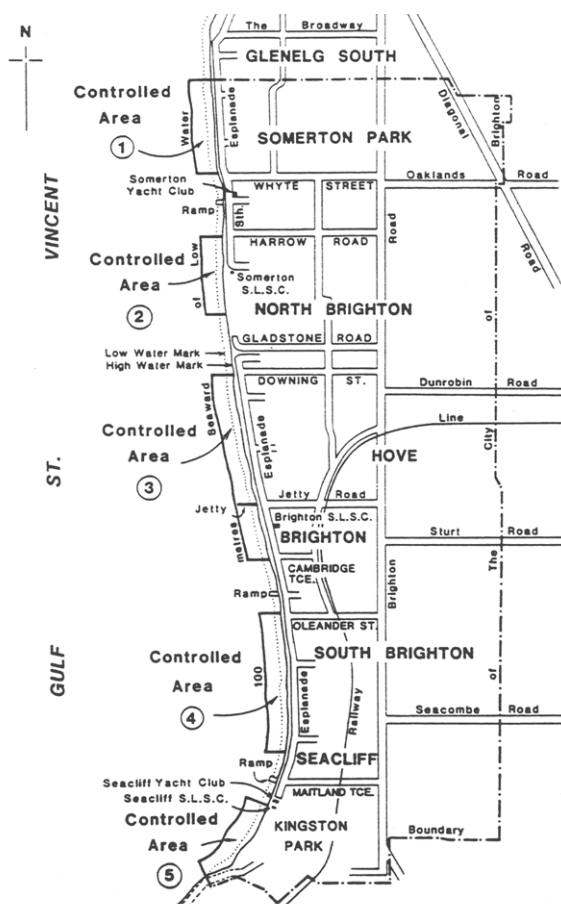 The Broadway
N
GLENELG SOUTH
Controlled
Area
1
Water
Esplanade
Diagonal
Road
Brighton
SOMERTON PARK
Somerton
Yacht Club
WHYTE STREET
Oaklands Road
Ramp
Sth.
Road
VINCENT
HARROW ROAD
Controlled
Area
2
Low
of
Somerton
S.L.S.C.
NORTH BRIGHTON
of
GLADSTONE ROAD
Low Water Mark
High Water Mark
DOWNING ST.
Dunrobin Road
Seaward
Line
Controlled
Area
3
Esplanade
HOVE
City
ST.
Jetty Road
Jetty
metres
Brighton S.L.S.C.
BRIGHTON
Sturt Road
The
CAMBRIDGE
TCE.
Brighton
Ramp
OLEANDER ST.
Controlled
Area
4
100
SOUTH BRIGHTON
of
GULF
Esplanade
Railway
Seacombe Road
SEACLIFF
Ramp
Seacliff Yacht Club
Seacliff S.L.S.C.
MAITLAND TCE.
Controlled
Area
5
KINGSTON
PARK
Boundary